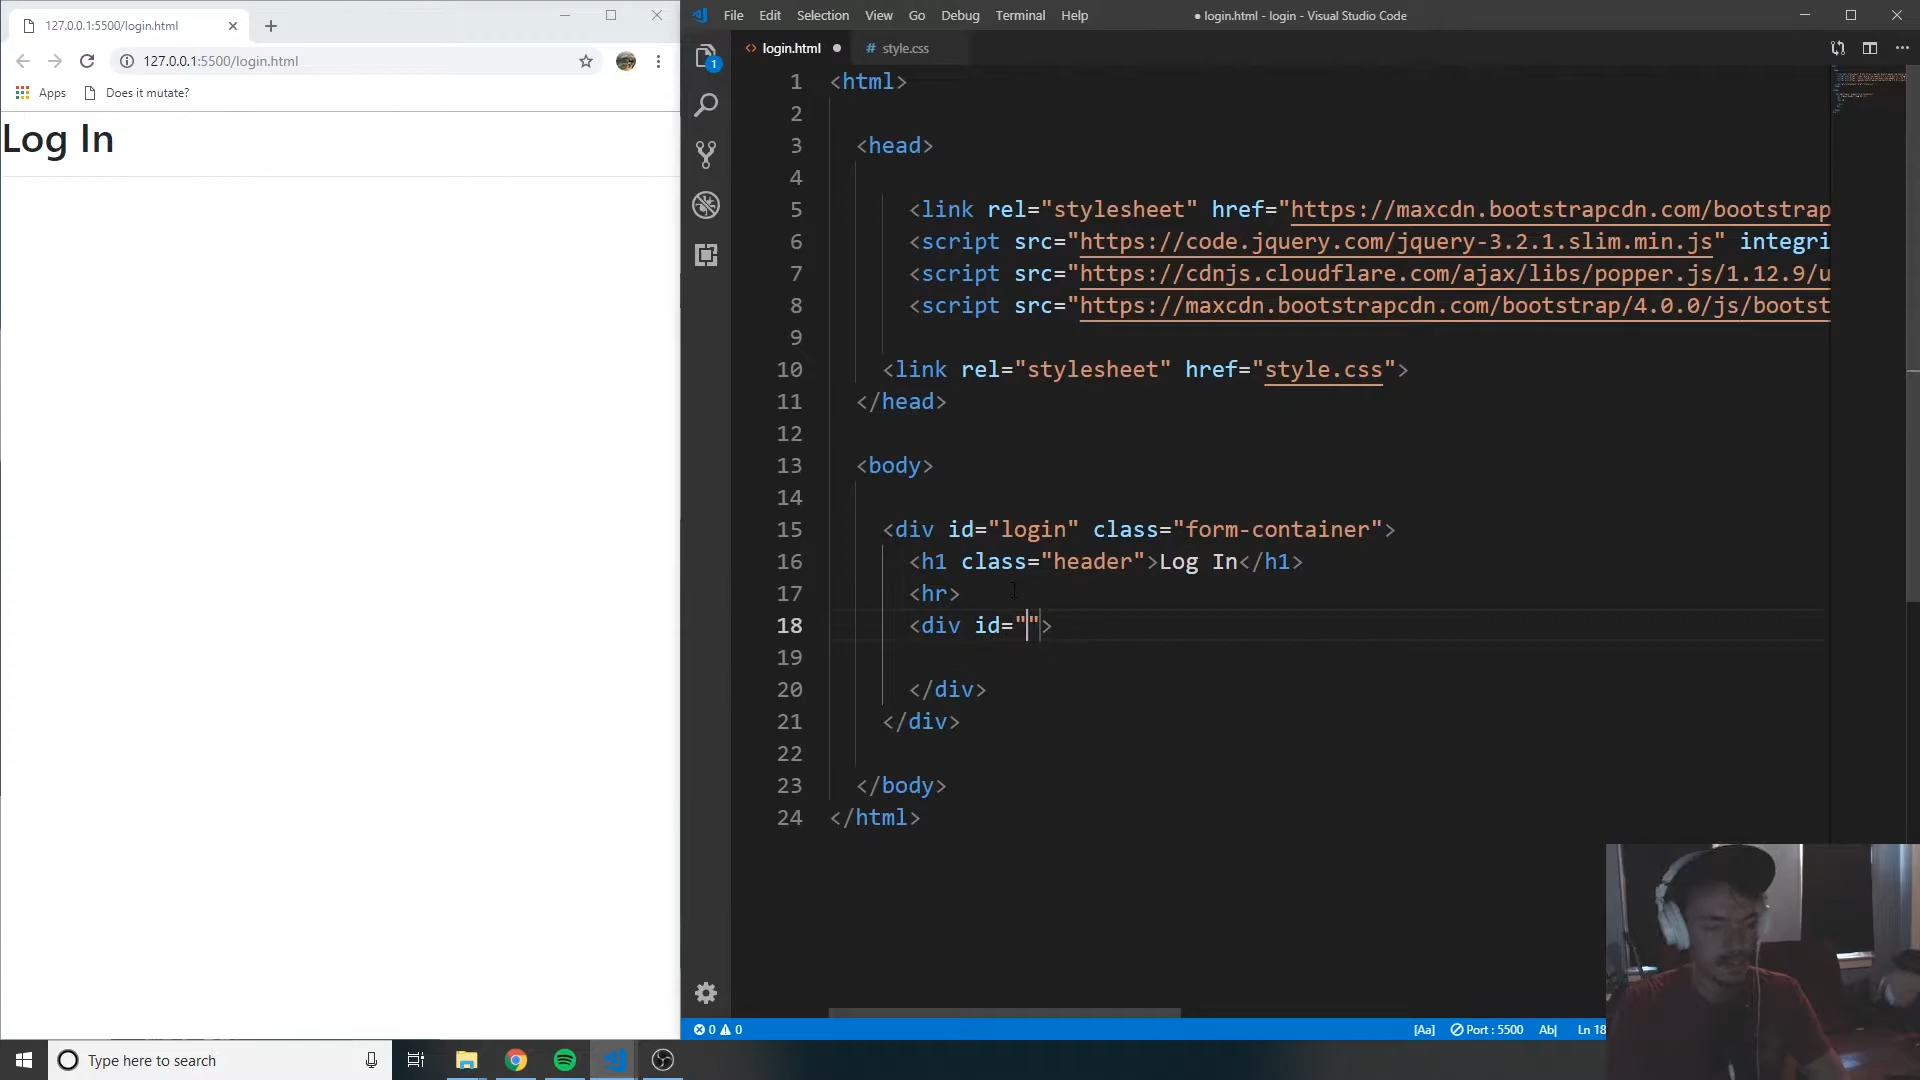 127.0.0.1:5500/login.html
127.0.0.1:5500/login.html
Apps
Does it mutate?
Log In
File Edit Selection View Go Debug Terminal Help
● login.html - login - Visual Studio Code
1
<> login.html ●
# style.css
1 <html>
2
3 <head>
4
5 <link rel="stylesheet" href="https://maxcdn.bootstrapcdn.com/bootstrap
6 <script src="https://code.jquery.com/jquery-3.2.1.slim.min.js" integri
7 <script src="https://cdnjs.cloudflare.com/ajax/libs/popper.js/1.12.9/u
8 <script src="https://maxcdn.bootstrapcdn.com/bootstrap/4.0.0/js/bootst
9
10 <link rel="stylesheet" href="style.css">
11 </head>
12
13 <body>
14
15 <div id="login" class="form-container">
16 <h1 class="header">Log In</h1>
17 <hr>
18 <div id="">
19
20 </div>
21 </div>
22
23 </body>
24 </html>
0 0
[Aa] Port : 5500 Ab| Ln 18
Type here to search